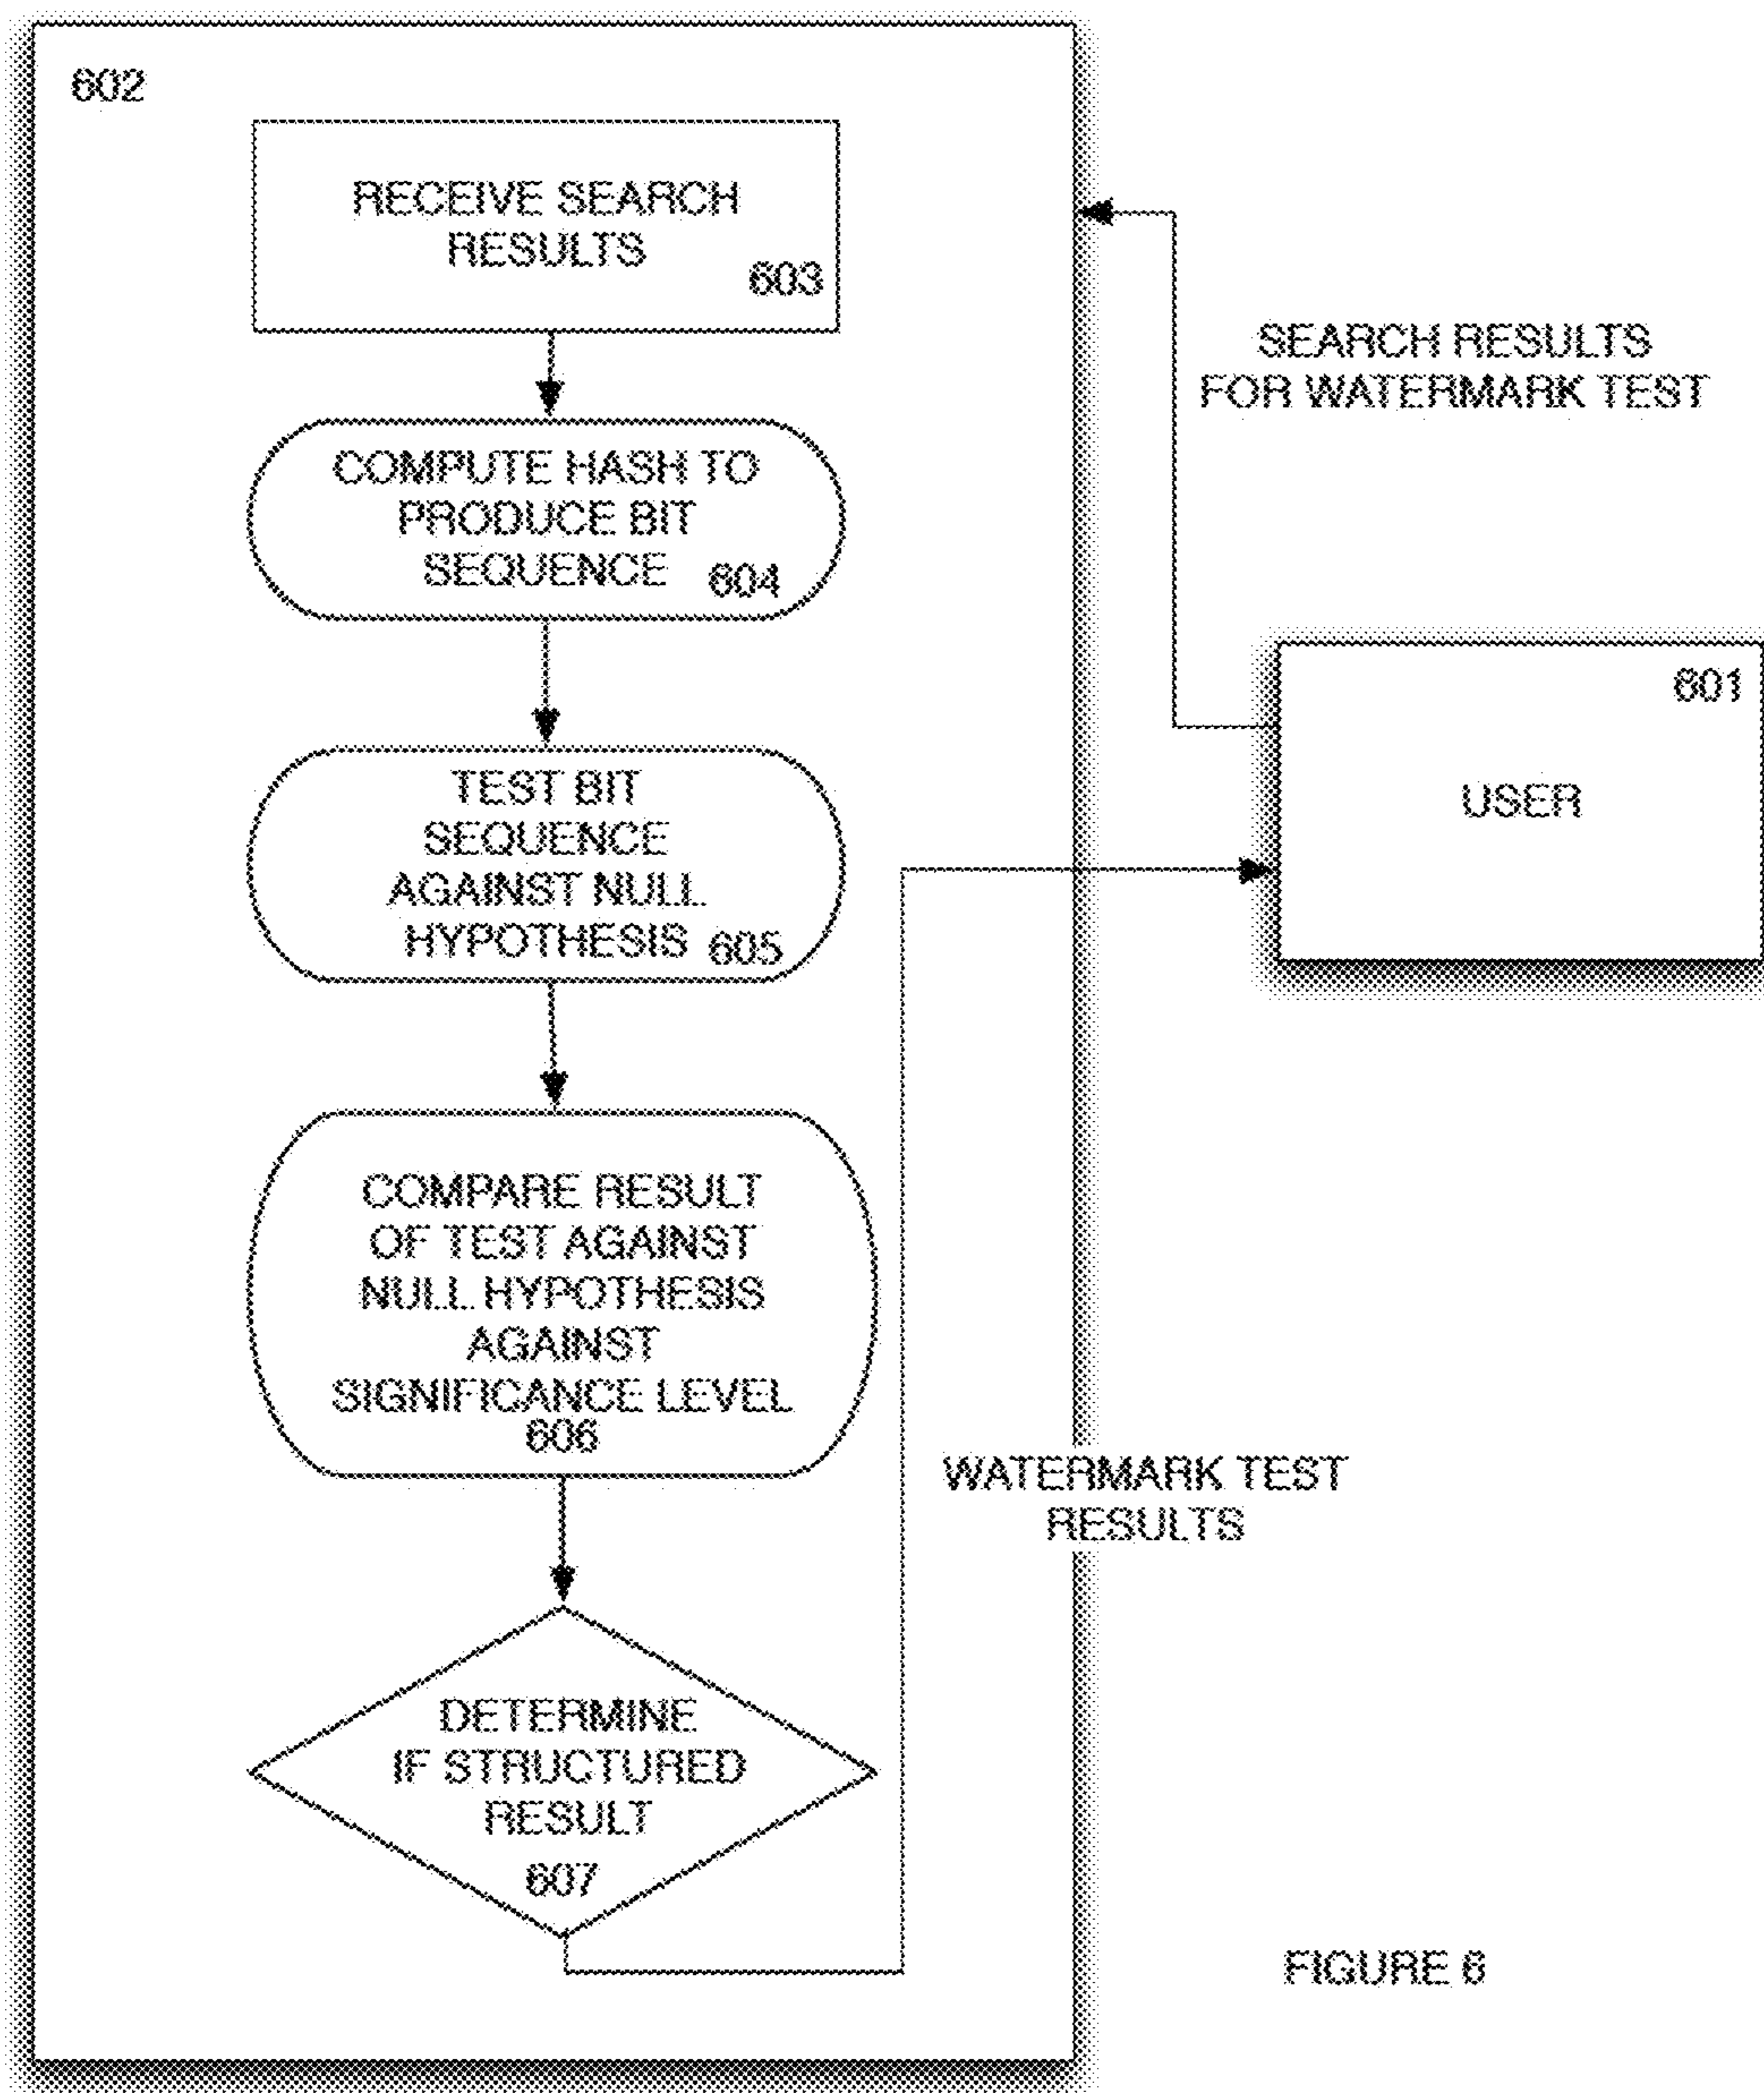 602
RECEIVE SEARCH
RESULTS
603
COMPUTE HASH TO
PRODUCE BIT
SEQUENCE 604
TEST BIT
SEQUENCE
AGAINST NULL
HYPOTHESIS 605
COMPARE RESULT
OF TEST AGAINST
NULL HYPOTHESIS
AGAINST
SIGNIFICANCE LEVEL
606
DETERMINE
IF STRUCTURED
RESULT
607
SEARCH RESULTS
FOR WATERMARK TEST
601
USER
WATERMARK TEST
RESULTS
FIGURE 6